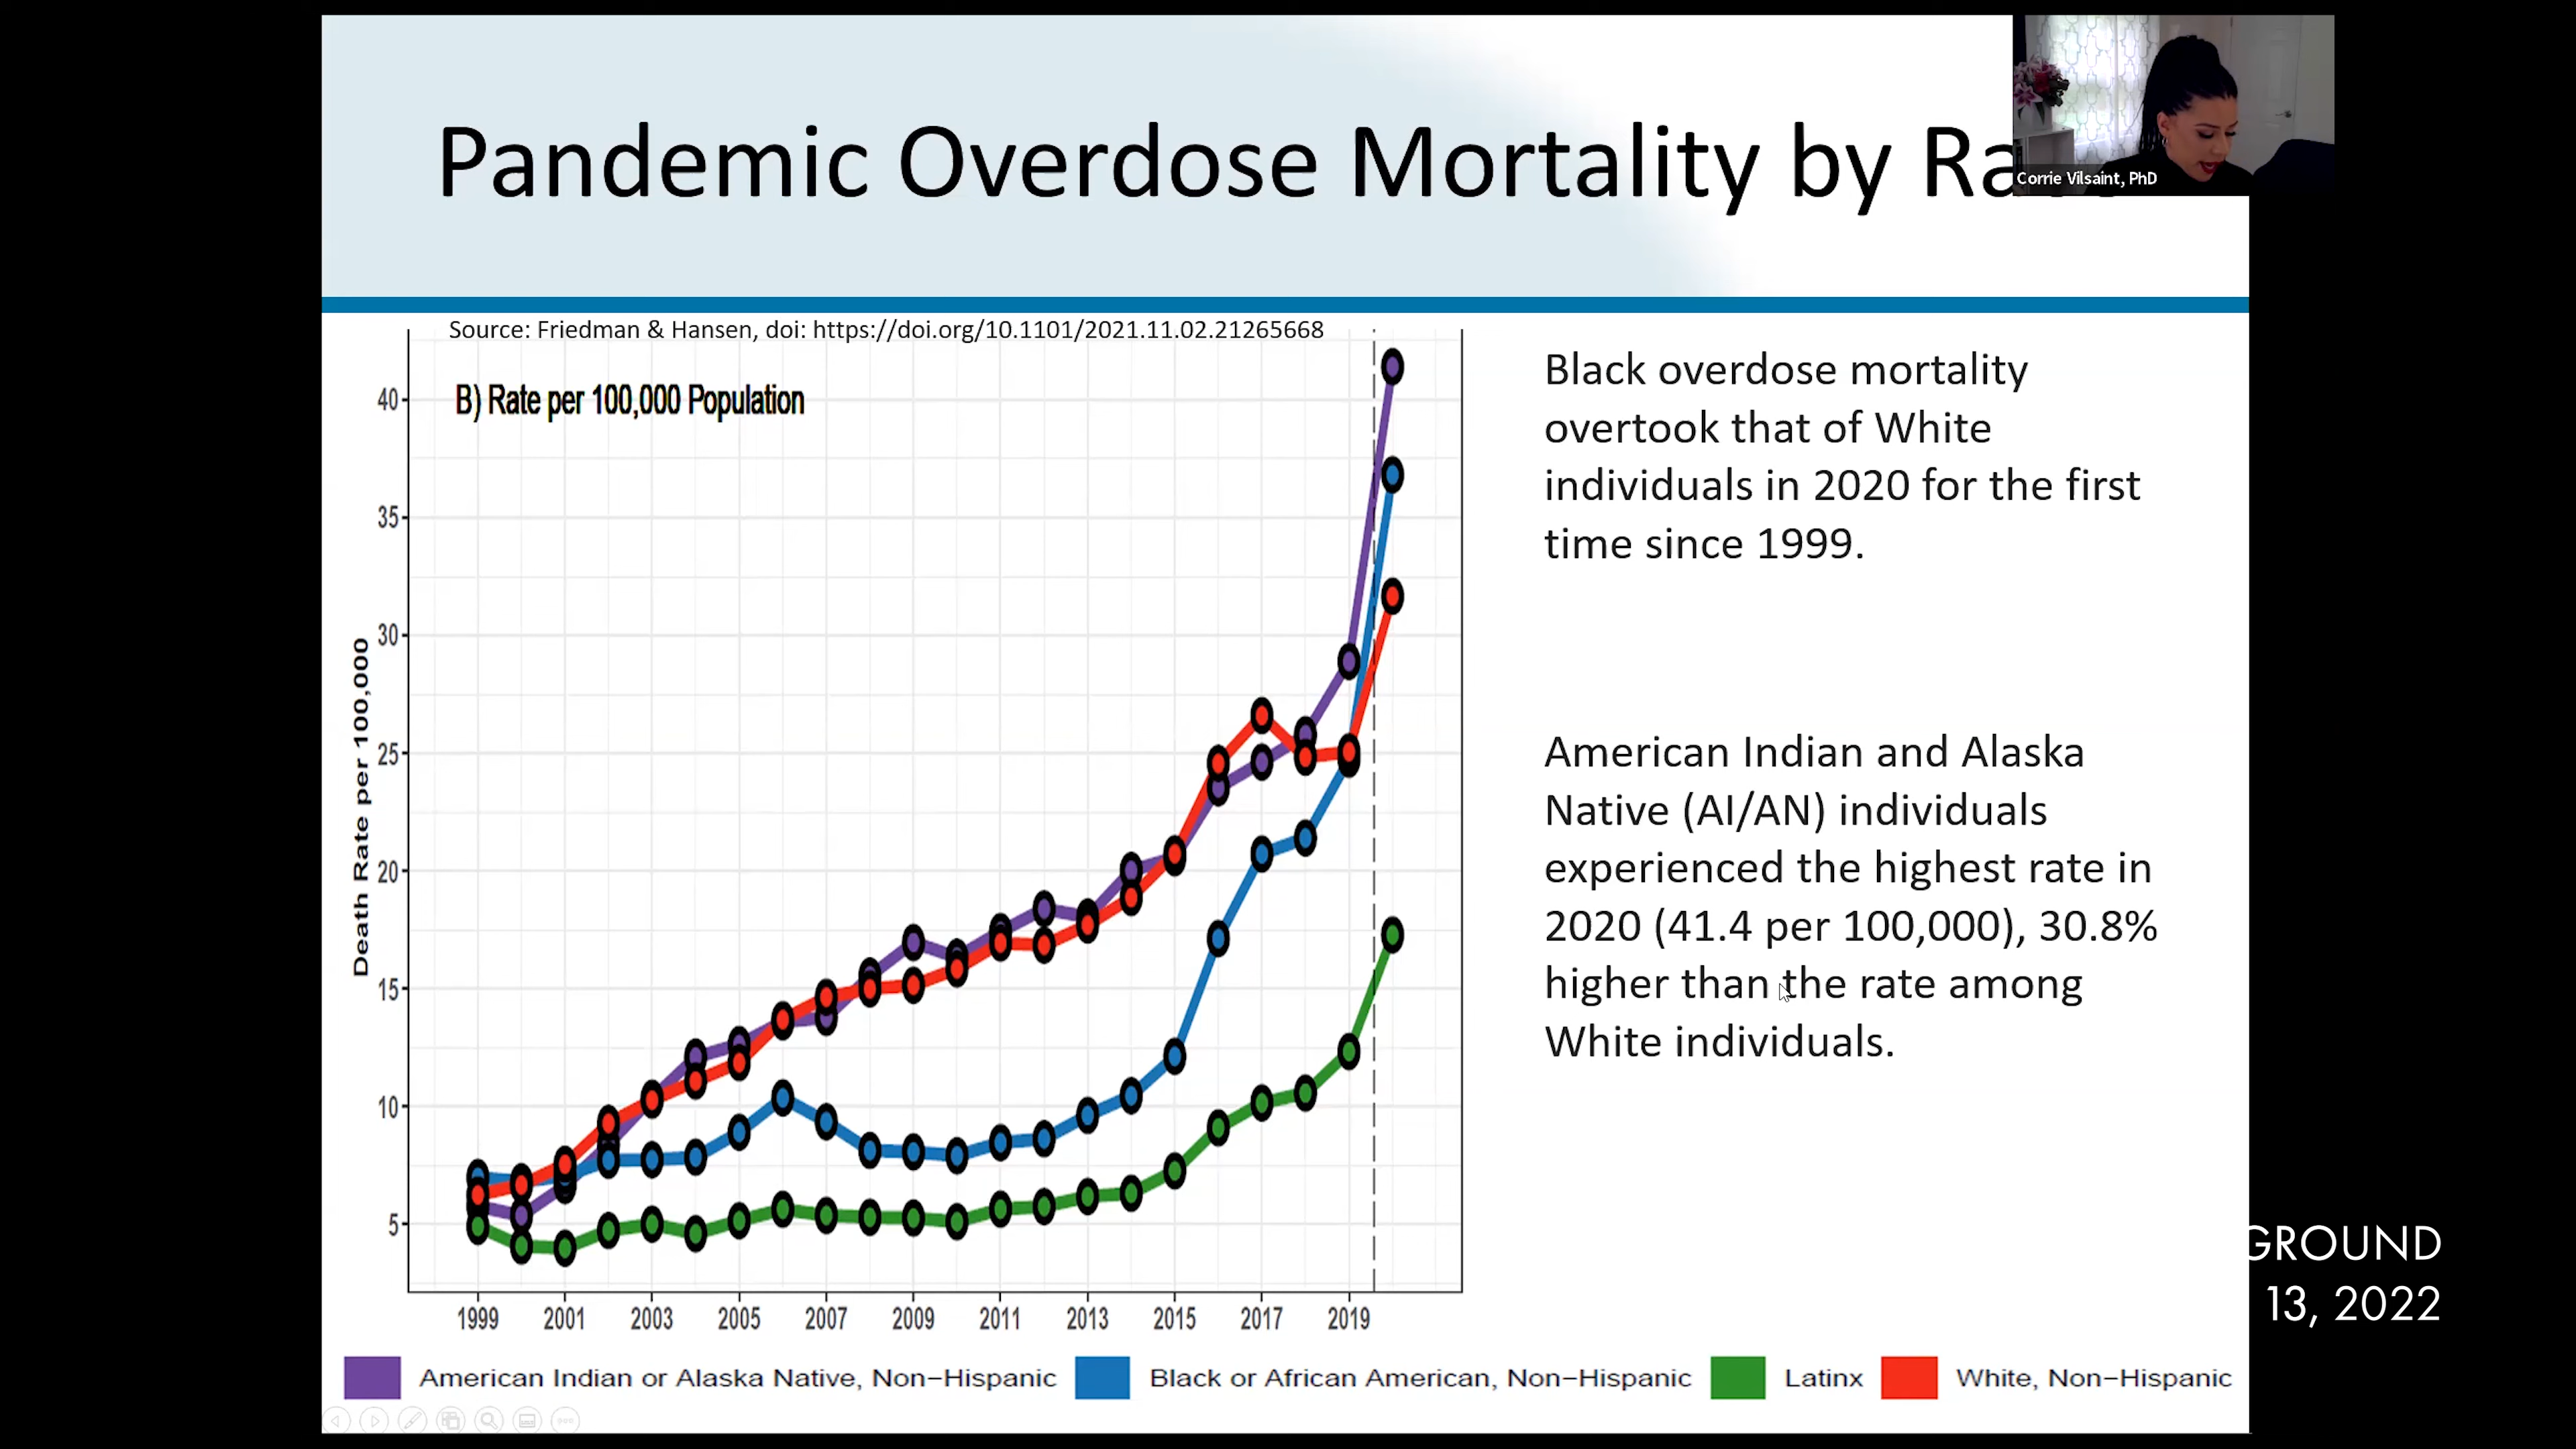 Pandemic Overdose Mortality by
Corrie Vilsaint, PhD
Source: Friedman & Hansen, doi: https://doi.org/10.1101/2021.11.02.21265668
B) Rate per 100,000 Population
Death Rate per 100,000
40
35
30
25
20
15
10
5
1999 2001 2003 2005 2007 2009 2011 2013 2015 2017 2019
American Indian or Alaska Native, Non-Hispanic Black or African American, Non-Hispanic Latinx White, Non-Hispanic
Black overdose mortality
overtook that of White
individuals in 2020 for the first
time since 1999.
American Indian and Alaska
Native (AI/AN) individuals
experienced the highest rate in
2020 (41.4 per 100,000), 30.8%
higher than the rate among
White individuals.
GROUND
13, 2022